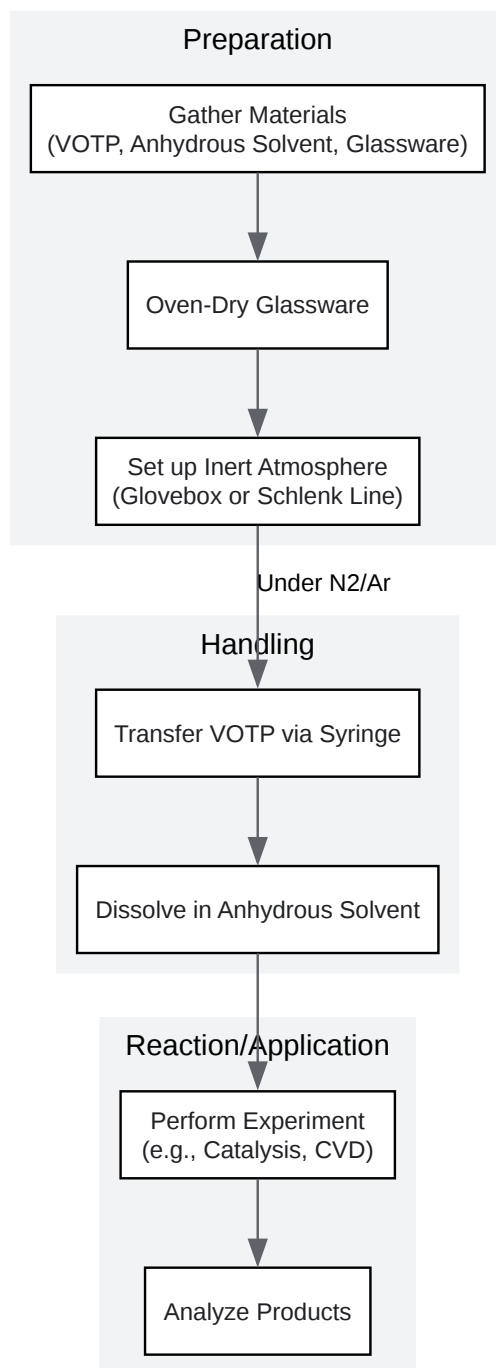 Preparation
Gather Materials
(VOTP, Anhydrous Solvent, Glassware)
Oven-Dry Glassware
Set up Inert Atmosphere
(Glovebox or Schlenk Line)
Under N2/Ar
Handling
Transfer VOTP via Syringe
Dissolve in Anhydrous Solvent
Reaction/Application
Perform Experiment
(e.g., Catalysis, CVD)
Analyze Products